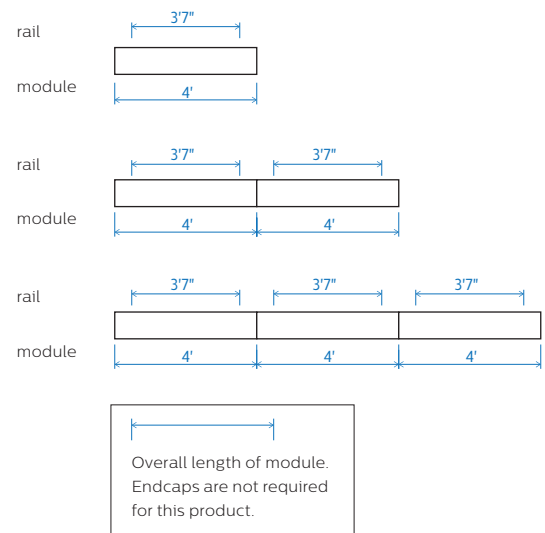 rail 3'7"
module 4'
rail 3'7" 3'7"
module 4' 4'
rail 3'7" 3'7" 3'7"
module 4' 4' 4'
Overall length of module.
Endcaps are not required
for this product.